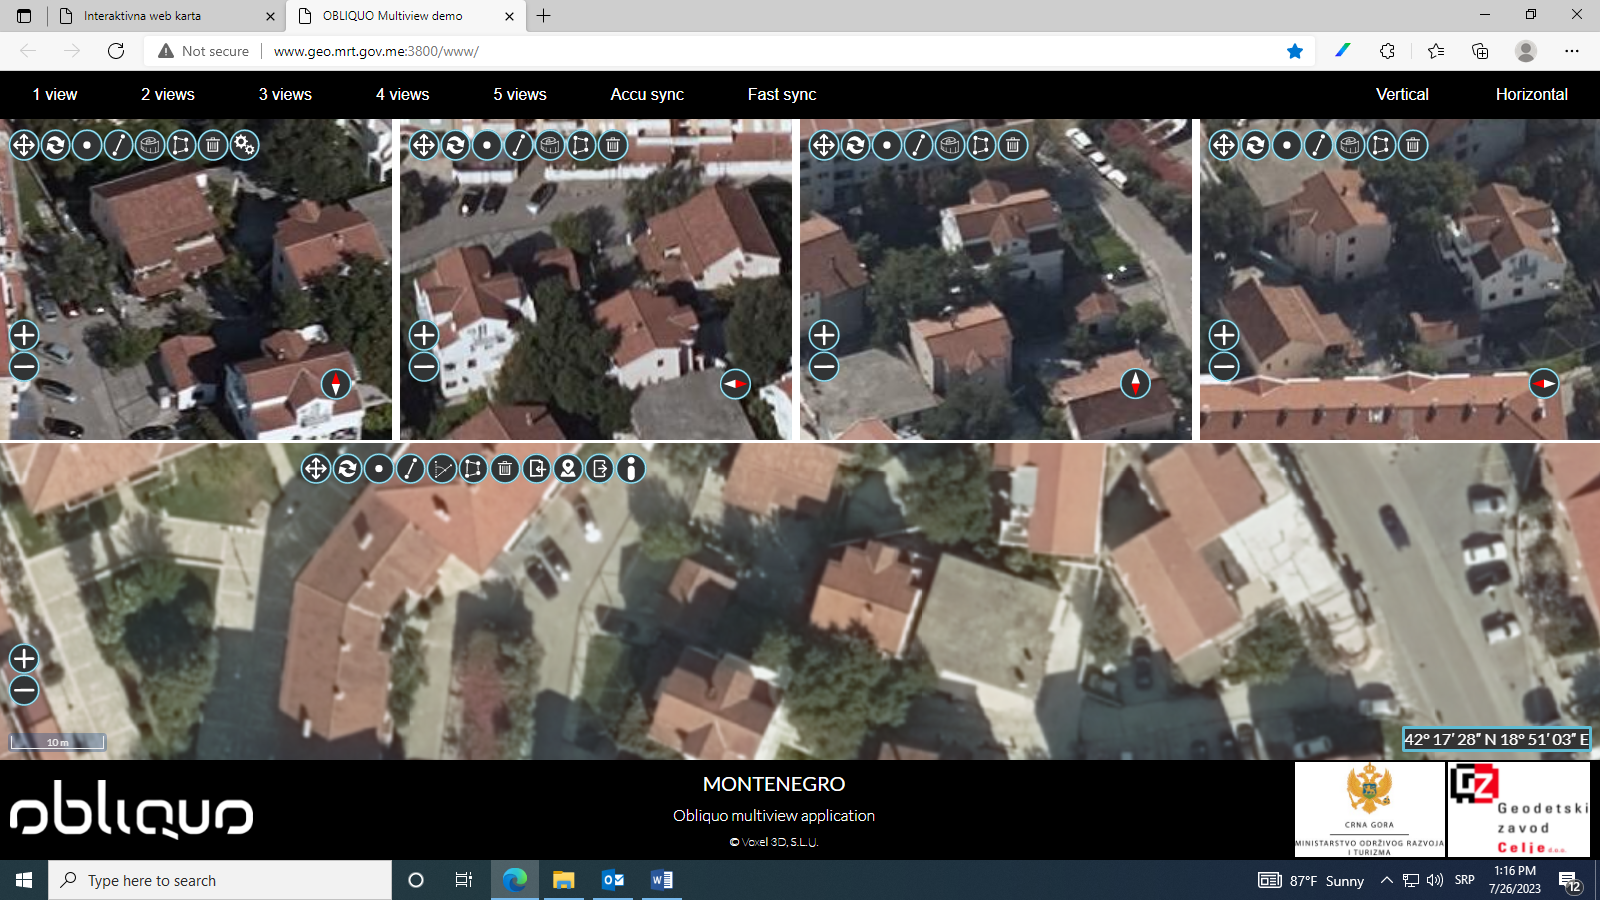 Interaktivna web karta
OBLIQUO Multiview demo
Not secure
www.geo.mrt.gov.me:3800/www/
1 view
2 views
3 views
4 views
5 views
Accu sync
Fast sync
Vertical
Horizontal
10 m
42° 17′ 28″ N 18° 51′ 03″ E
obliquo
MONTENEGRO
Obliquo multiview application
© Voxel 3D, S.L.U.
CRNA GORA
MINISTARSTVO ODRŽIVOG RAZVOJA
I TURIZMA
GZ
Geodetski
zavod
Celje d.o.o.
Type here to search
87°F Sunny
SRP
1:16 PM
7/26/2023
12